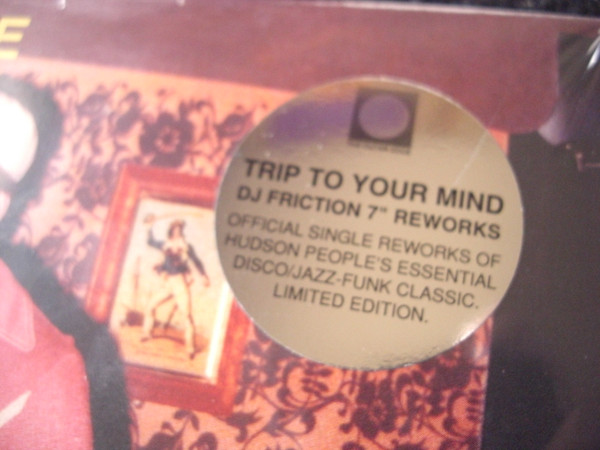 E
TRIP TO YOUR MIND
DJ FRICTION 7" REWORKS
OFFICIAL SINGLE REWORKS OF
HUDSON PEOPLE'S ESSENTIAL
DISCO/JAZZ-FUNK CLASSIC.
LIMITED EDITION.